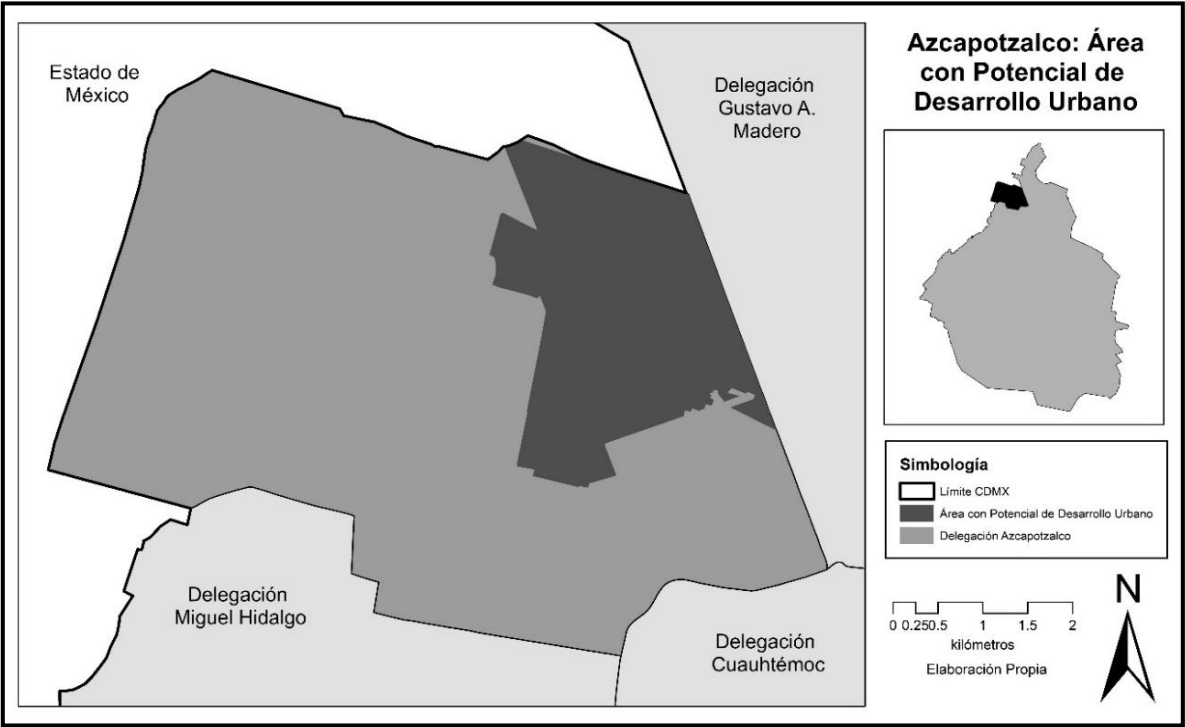 Azcapotzalco: Área
con Potencial de
Desarrollo Urbano
Estado de
México
Delegación
Gustavo A.
Madero
Delegación
Miguel Hidalgo
Delegación
Cuauhtémoc
Simbología
Límite CDMX
Área con Potencial de Desarrollo Urbano
Delegación Azcapotzalco
0 0.250.5 1 1.5 2
kilómetros
Elaboración Propia
N